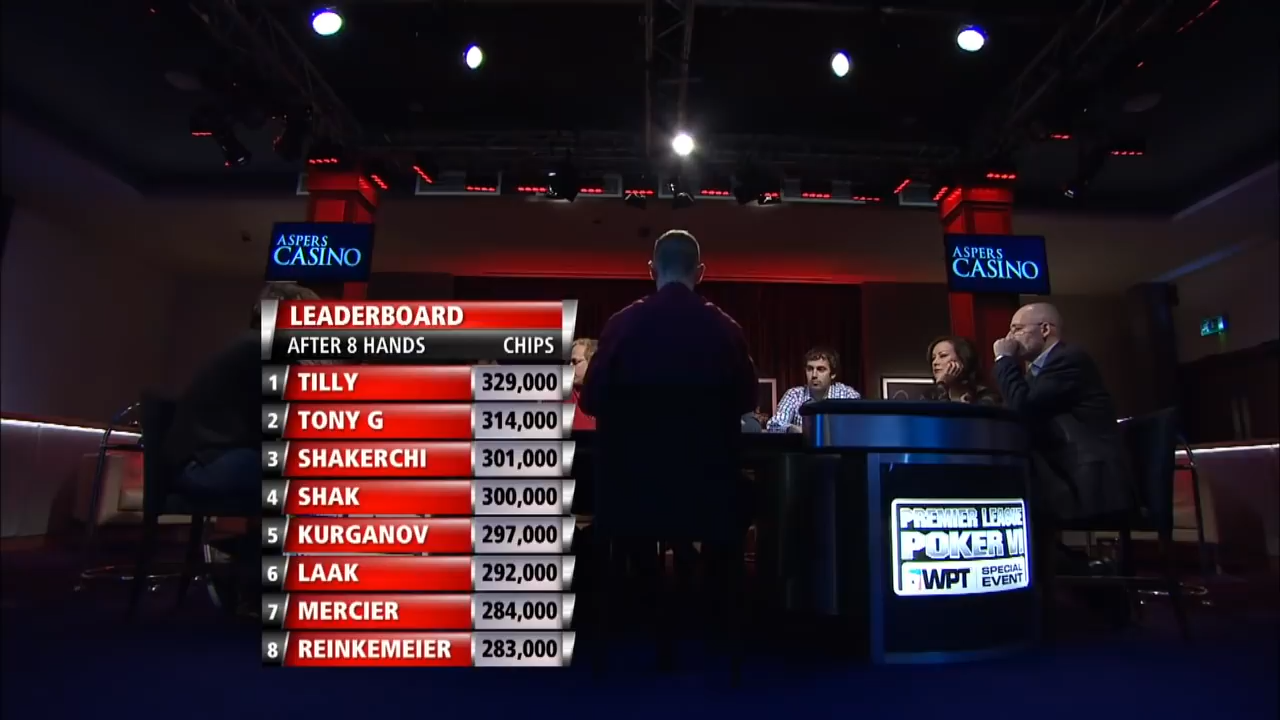 ASPERS
CASINO
ASPERS
CASINO
LEADERBOARD
AFTER 8 HANDS CHIPS
1 TILLY 329,000
2 TONY G 314,000
3 SHAKERCHI 301,000
4 SHAK 300,000
5 KURGANOV 297,000
6 LAAK 292,000
7 MERCIER 284,000
8 REINKEMEIER 283,000
PREMIER LEAGUE
POKER VI
WPT SPECIAL
EVENT